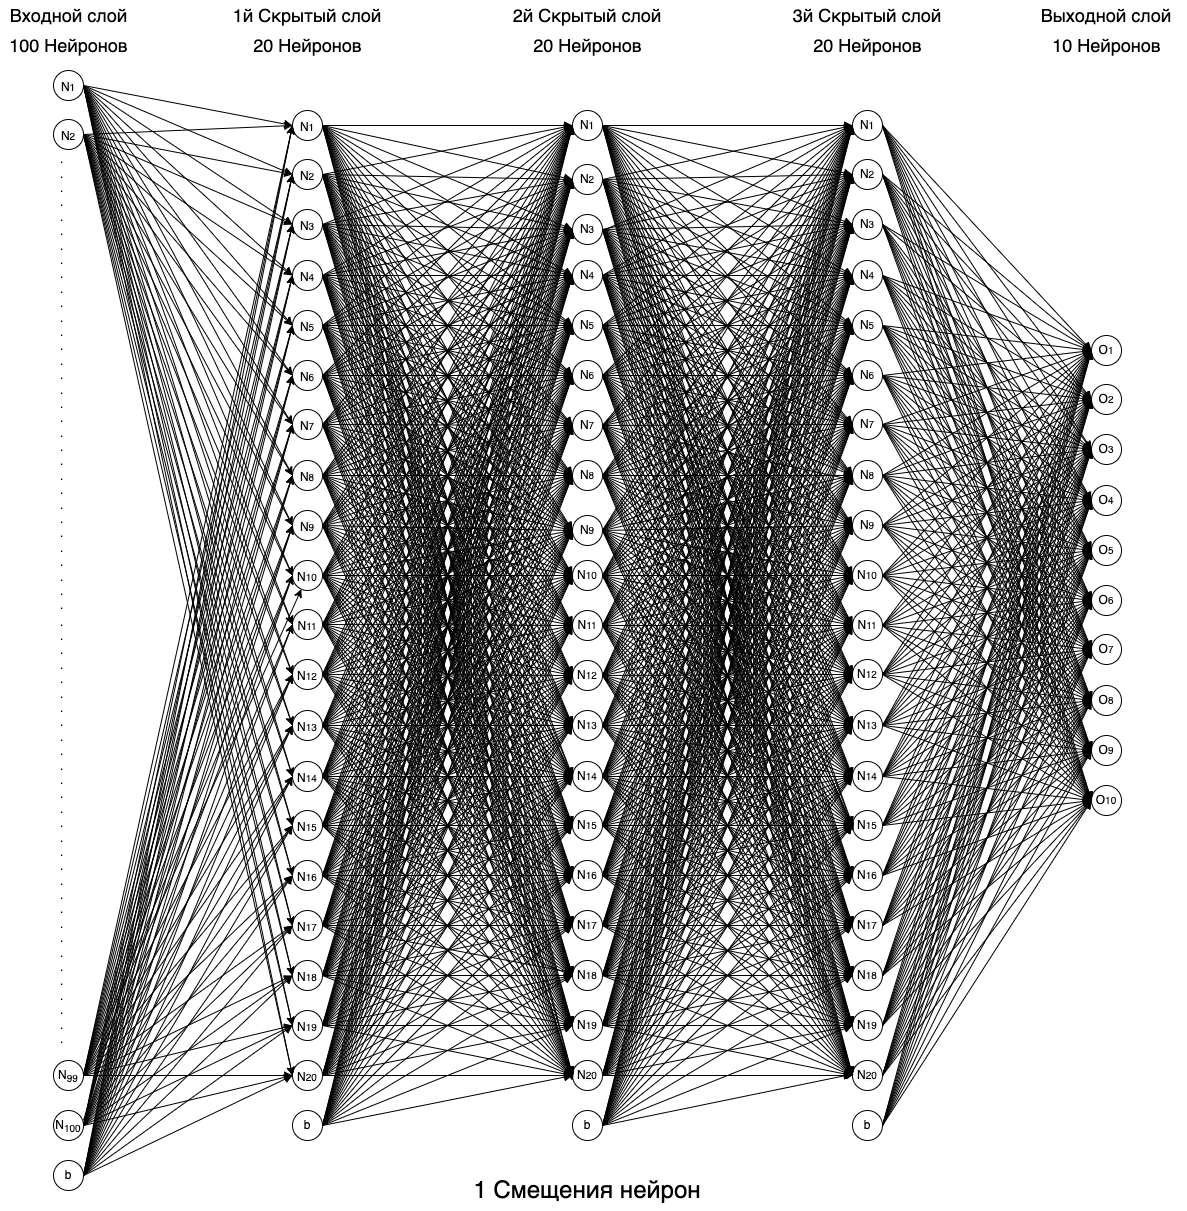 Входной слой
100 Нейронов
1й Скрытый слой
20 Нейронов
2й Скрытый слой
20 Нейронов
3й Скрытый слой
20 Нейронов
Выходной слой
10 Нейронов
N1
N2
N99
N100
b
N1
N2
N3
N4
N5
N6
N7
N8
N9
N10
N11
N12
N13
N14
N15
N16
N17
N18
N19
N20
b
N1
N2
N3
N4
N5
N6
N7
N8
N9
N10
N11
N12
N13
N14
N15
N16
N17
N18
N19
N20
b
N1
N2
N3
N4
N5
N6
N7
N8
N9
N10
N11
N12
N13
N14
N15
N16
N17
N18
N19
N20
b
O1
O2
O3
O4
O5
O6
O7
O8
O9
O10
1 Смещения нейрон